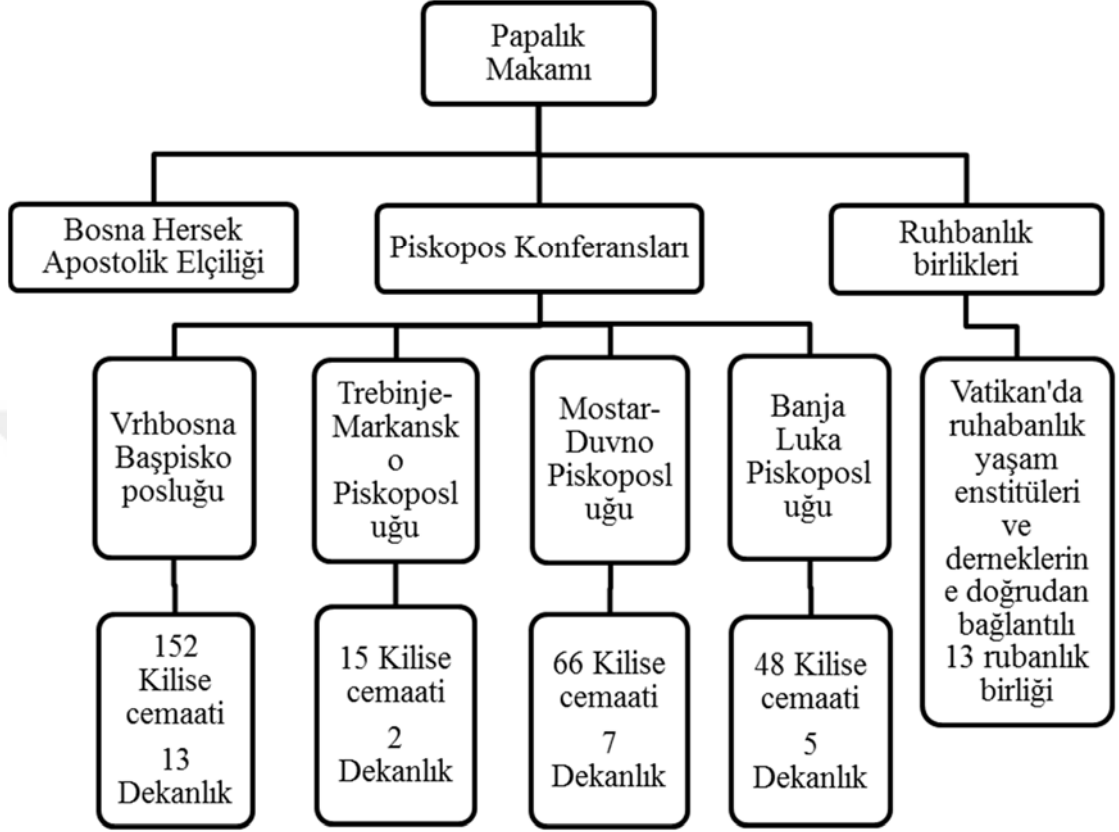 Papalık
Makamı
Bosna Hersek
Apostolik Elçiliği
Piskopos Konferansları
Ruhbanlık
birlikleri
Vrhbosna
Başpisko
posluğu
Trebinje-
Markansk
o
Piskoposl
uğu
Mostar-
Duvno
Piskoposl
uğu
Banja
Luka
Piskoposl
uğu
Vatikan'da
ruhabanlık
yaşam
enstitüleri
ve
derneklerin
e doğrudan
bağlantılı
13 rubanlık
birliği
152
Kilise
cemaati
13
Dekanlık
15 Kilise
cemaati
2
Dekanlık
66 Kilise
cemaati
7
Dekanlık
48 Kilise
cemaati
5
Dekanlık